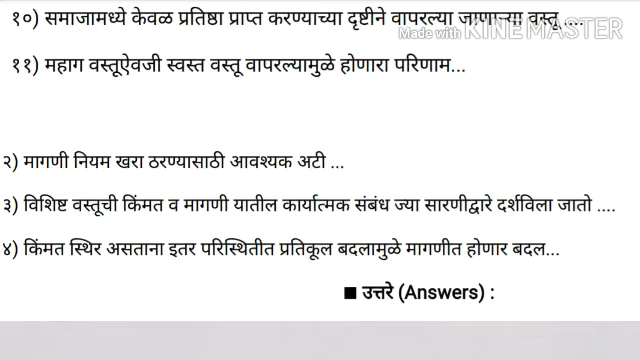 १०) समाजामध्ये केवळ प्रतिष्ठा प्राप्त करण्याच्या दृष्टीने वापरल्या जाणाऱ्या वस्तू ....
Made with KINEMASTER
११) महाग वस्तूऐवजी स्वस्त वस्तू वापरल्यामुळे होणारा परिणाम...
२) मागणी नियम खरा ठरण्यासाठी आवश्यक अटी ...
३) विशिष्ट वस्तूची किंमत व मागणी यातील कार्यात्मक संबंध ज्या सारणीद्वारे दर्शविला जातो ....
४) किंमत स्थिर असताना इतर परिस्थितीत प्रतिकूल बदलामुळे मागणीत होणार बदल...
■ उत्तरे (Answers) :